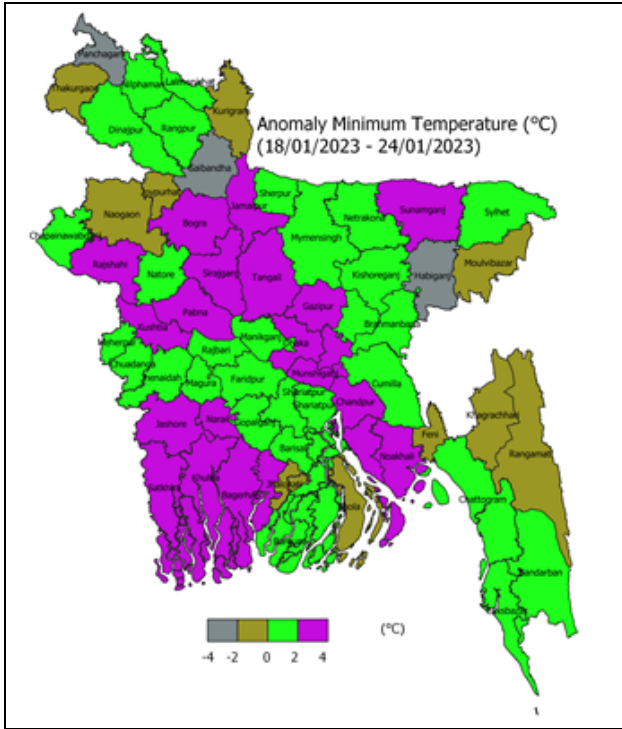 Panchagarh
Thakurgaon
Nilphamari
Lalmonirhat
Dinajpur
Rangpur
Kurigram
Anomaly Minimum Temperature (°C)
(18/01/2023 - 24/01/2023)
Gaibandha
Joypurhat
Naogaon
Bogra
Jamalpur
Sherpur
Netrakona
Sunamganj
Sylhet
Chapainawabganj
Mymensingh
Rajshahi
Natore
Sirajganj
Tangail
Kishoreganj
Habiganj
Moulvibazar
Pabna
Gazipur
Kushtia
Brahmanbaria
Meherpur
Manikganj
Dhaka
Chuadanga
Rajbari
Munshiganj
Jhenaidah
Magura
Faridpur
Shariatpur
Shariatpur
Cumilla
Chandpur
Khagrachhari
Jashore
Narail
Gopalganj
Feni
Rangamati
Barisal
Noakhali
Satkhira
Khulna
Bagerhat
Bhola
Chattogram
Bandarban
(°C)
-4 -2 0 2 4